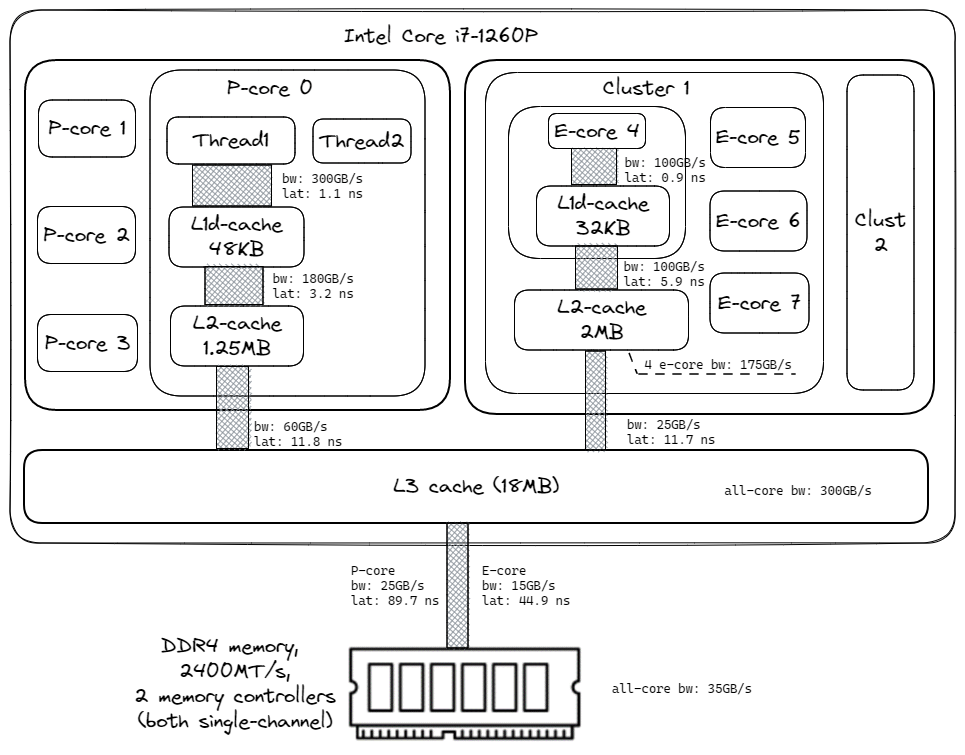 Intel Core i7-1260P
P-core 0
P-core 1
Thread1
Thread2
bw: 300GB/s
lat: 1.1 ns
L1d-cache
48KB
P-core 2
bw: 180GB/s
lat: 3.2 ns
L2-cache
1.25MB
P-core 3
bw: 60GB/s
lat: 11.8 ns
Cluster 1
E-core 4
E-core 5
bw: 100GB/s
lat: 0.9 ns
L1d-cache
32KB
E-core 6
bw: 100GB/s
lat: 5.9 ns
L2-cache
2MB
E-core 7
4 e-core bw: 175GB/s
Clust
2
bw: 25GB/s
lat: 11.7 ns
L3 cache (18MB)
all-core bw: 300GB/s
P-core
bw: 25GB/s
lat: 89.7 ns
E-core
bw: 15GB/s
lat: 44.9 ns
DDR4 memory,
2400MT/s,
2 memory controllers
(both single-channel)
all-core bw: 35GB/s